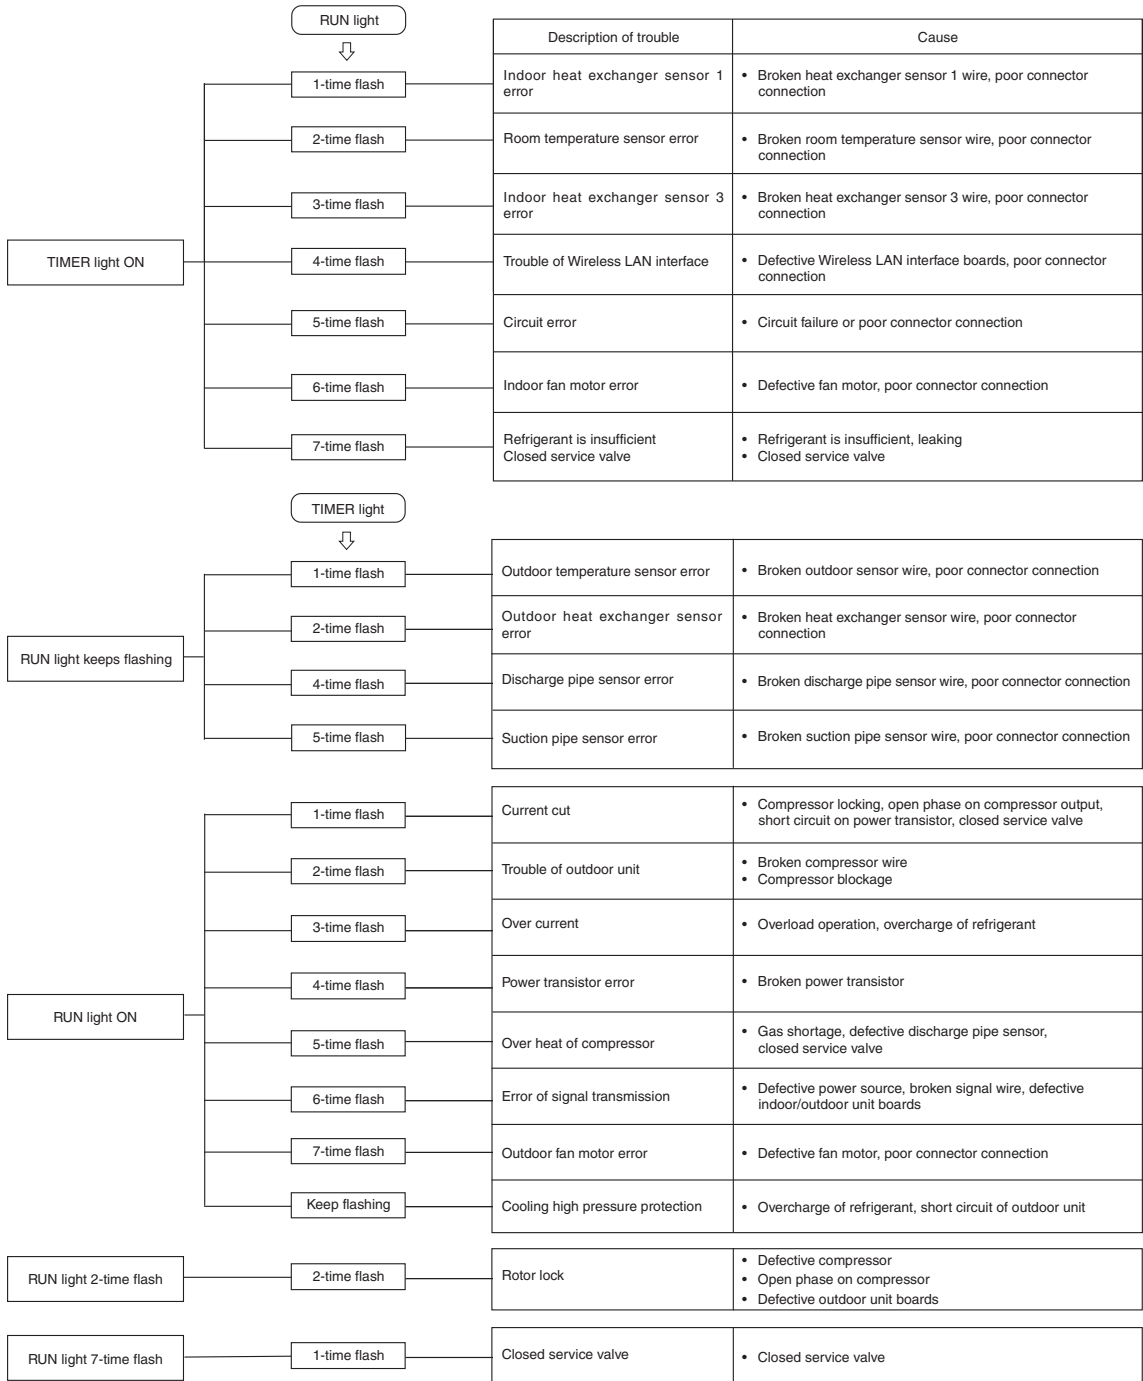 RUN light
Description of trouble
Cause
TIMER light ON
1-time flash
Indoor heat exchanger sensor 1
error
• Broken heat exchanger sensor 1 wire, poor connector
connection
2-time flash
Room temperature sensor error
• Broken room temperature sensor wire, poor connector
connection
3-time flash
Indoor heat exchanger sensor 3
error
• Broken heat exchanger sensor 3 wire, poor connector
connection
4-time flash
Trouble of Wireless LAN interface
• Defective Wireless LAN interface boards, poor connector
connection
5-time flash
Circuit error
• Circuit failure or poor connector connection
6-time flash
Indoor fan motor error
• Defective fan motor, poor connector connection
7-time flash
Refrigerant is insufficient
Closed service valve
• Refrigerant is insufficient, leaking
• Closed service valve
TIMER light
RUN light keeps flashing
1-time flash
Outdoor temperature sensor error
• Broken outdoor sensor wire, poor connector connection
2-time flash
Outdoor heat exchanger sensor
error
• Broken heat exchanger sensor wire, poor connector
connection
4-time flash
Discharge pipe sensor error
• Broken discharge pipe sensor wire, poor connector connection
5-time flash
Suction pipe sensor error
• Broken suction pipe sensor wire, poor connector connection
RUN light ON
1-time flash
Current cut
• Compressor locking, open phase on compressor output,
short circuit on power transistor, closed service valve
2-time flash
Trouble of outdoor unit
• Broken compressor wire
• Compressor blockage
3-time flash
Over current
• Overload operation, overcharge of refrigerant
4-time flash
Power transistor error
• Broken power transistor
5-time flash
Over heat of compressor
• Gas shortage, defective discharge pipe sensor,
closed service valve
6-time flash
Error of signal transmission
• Defective power source, broken signal wire, defective
indoor/outdoor unit boards
7-time flash
Outdoor fan motor error
• Defective fan motor, poor connector connection
Keep flashing
Cooling high pressure protection
• Overcharge of refrigerant, short circuit of outdoor unit
RUN light 2-time flash
2-time flash
Rotor lock
• Defective compressor
• Open phase on compressor
• Defective outdoor unit boards
RUN light 7-time flash
1-time flash
Closed service valve
• Closed service valve